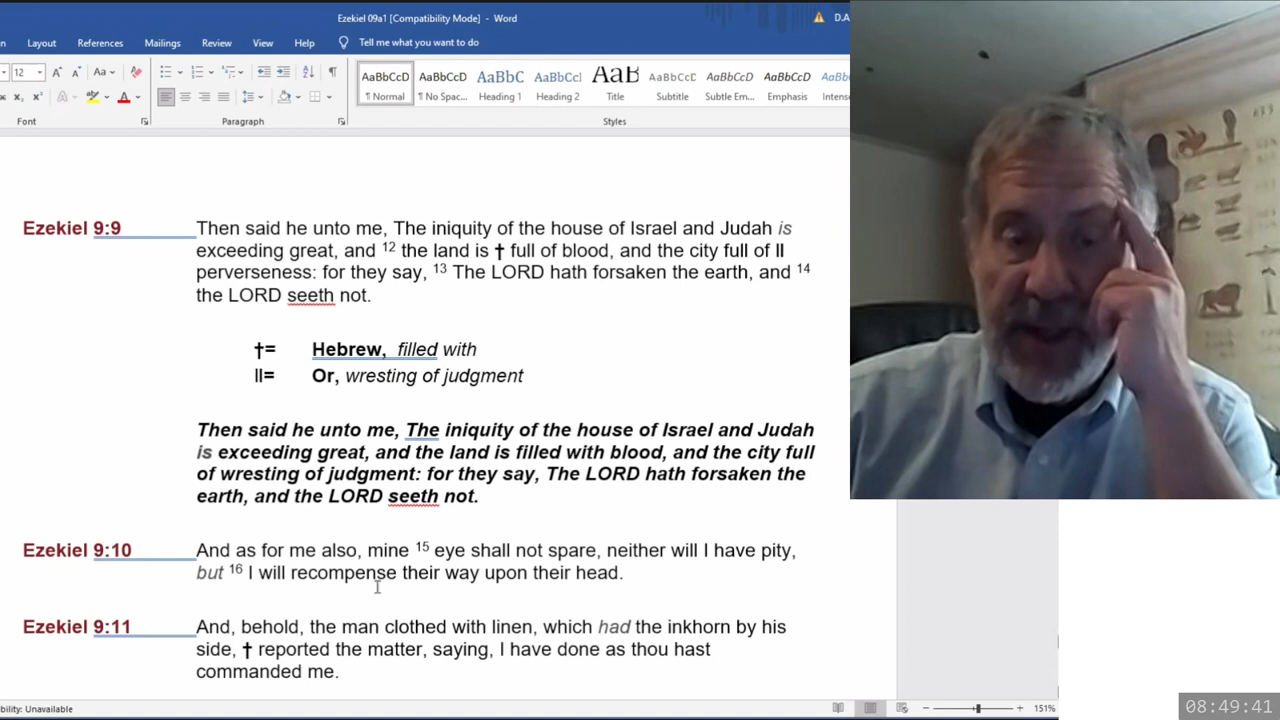 Ezekiel 09a1 [Compatibility Mode] - Word
D.A
Layout References Mailings Review View Help Tell me what you want to do
12 Aa
AaBbCcD AaBbCcD AaBbC AaBbCcI AaB AaBbCcD AaBbCcD AaBbCcD AaBb
¶ Normal ¶ No Spac... Heading 1 Heading 2 Title Subtitle Subtle Em... Emphasis Intens
Font Paragraph Styles
Ezekiel 9:9 Then said he unto me, The iniquity of the house of Israel and Judah is
exceeding great, and 12 the land is † full of blood, and the city full of ll
perverseness: for they say, 13 The LORD hath forsaken the earth, and 14
the LORD seeth not.
†= Hebrew, filled with
ll= Or, wresting of judgment
Then said he unto me, The iniquity of the house of Israel and Judah
is exceeding great, and the land is filled with blood, and the city full
of wresting of judgment: for they say, The LORD hath forsaken the
earth, and the LORD seeth not.
Ezekiel 9:10 And as for me also, mine 15 eye shall not spare, neither will I have pity,
but 16 I will recompense their way upon their head.
Ezekiel 9:11 And, behold, the man clothed with linen, which had the inkhorn by his
side, † reported the matter, saying, I have done as thou hast
commanded me.
bility: Unavailable
151%
08:49:41